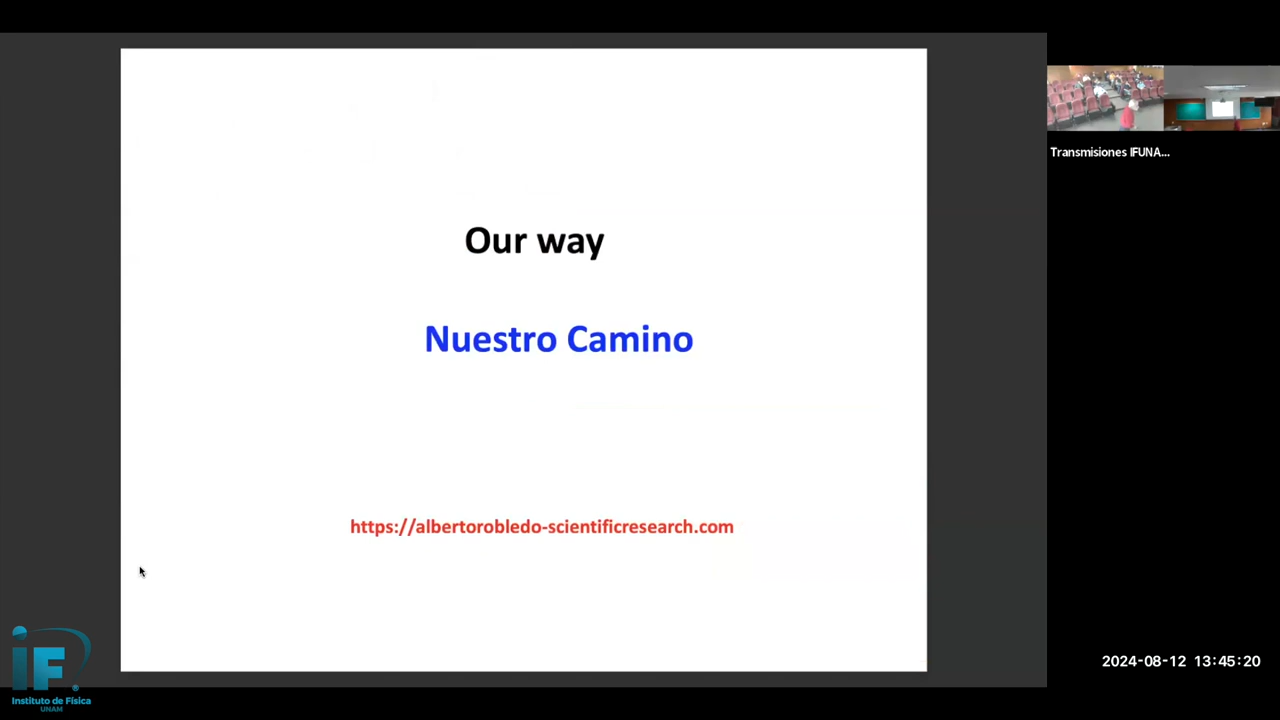 Our way
Nuestro Camino
https://albertorobledo-scientificresearch.com
Transmisiones IFUNA...
2024-08-12 13:45:20
iF
Instituto de Física
UNAM